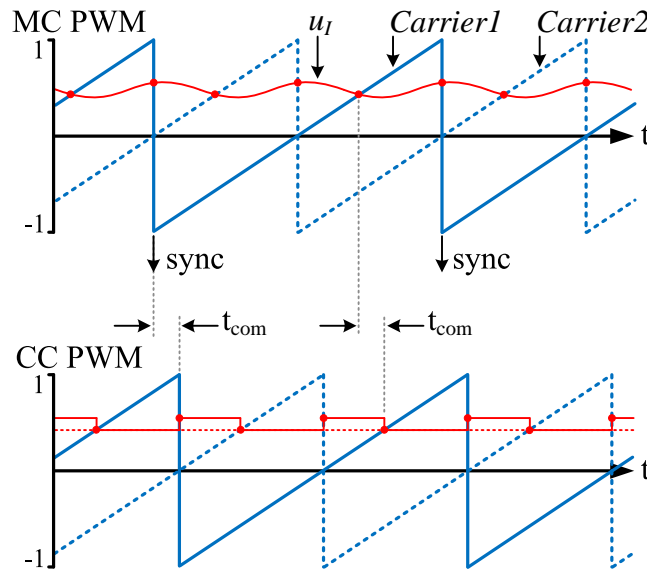 MC PWM
u_I
Carrier1
Carrier2
1
t
-1
sync
sync
t_com
t_com
CC PWM
1
t
-1